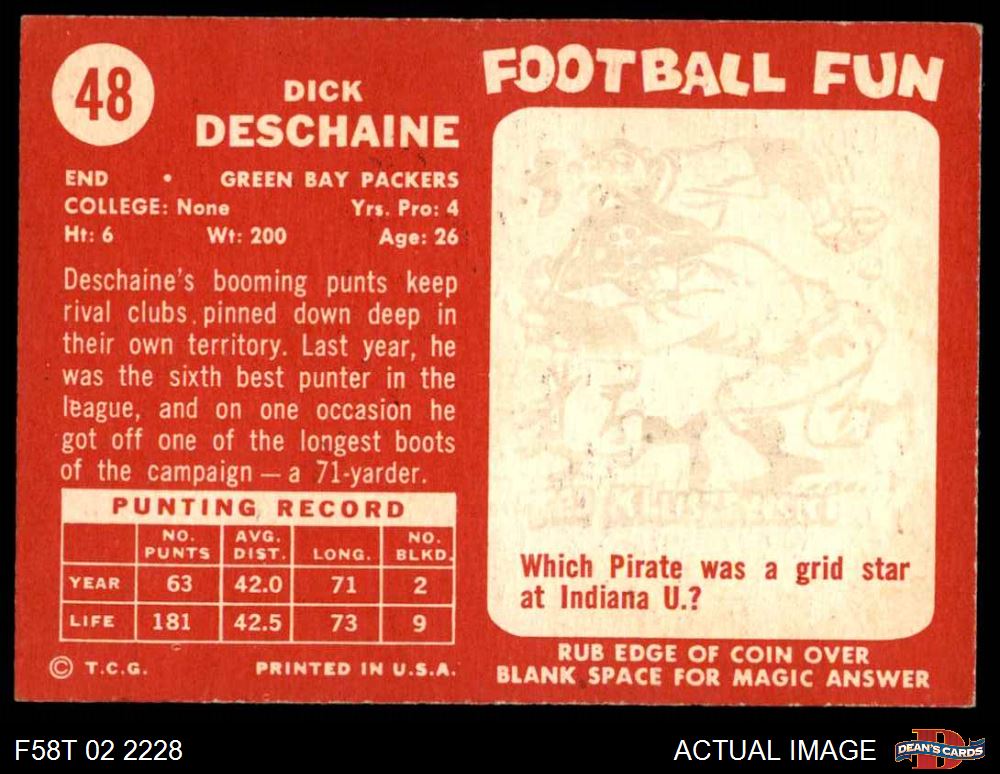 48
DICK
DESCHAINE
END • GREEN BAY PACKERS
COLLEGE: None Yrs. Pro: 4
Ht: 6 Wt: 200 Age: 26
Deschaine's booming punts keep
rival clubs pinned down deep in
their own territory. Last year, he
was the sixth best punter in the
league, and on one occasion he
got off one of the longest boots
of the campaign — a 71-yarder.
PUNTING RECORD
NO. PUNTS AVG. DIST. LONG. NO. BLKD.
YEAR 63 42.0 71 2
LIFE 181 42.5 73 9
© T.C.G. PRINTED IN U.S.A.
FOOTBALL FUN
Which Pirate was a grid star
at Indiana U.?
RUB EDGE OF COIN OVER
BLANK SPACE FOR MAGIC ANSWER
F58T 02 2228
ACTUAL IMAGE
DEAN'S CARDS